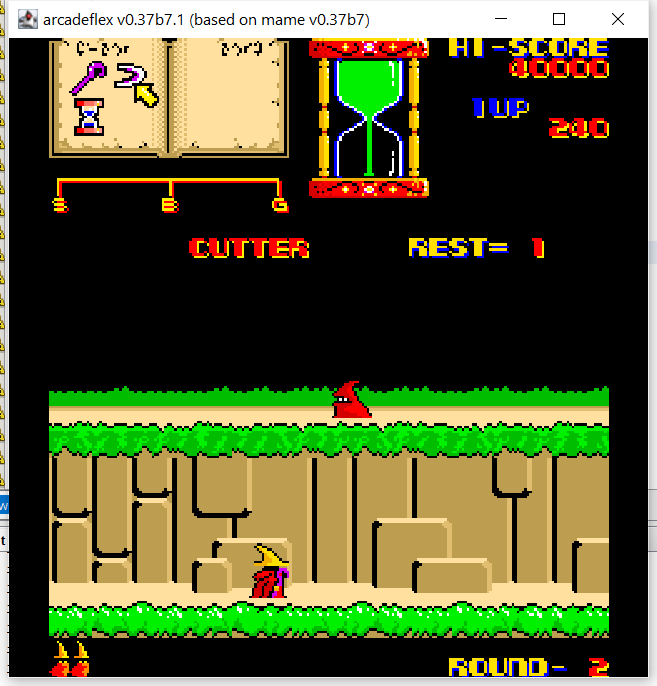 arcadeflex v0.37b7.1 (based on mame v0.37b7)
HI-SCORE
40000
1UP
240
S E G
CUTTER REST= 1
ROUND- 2